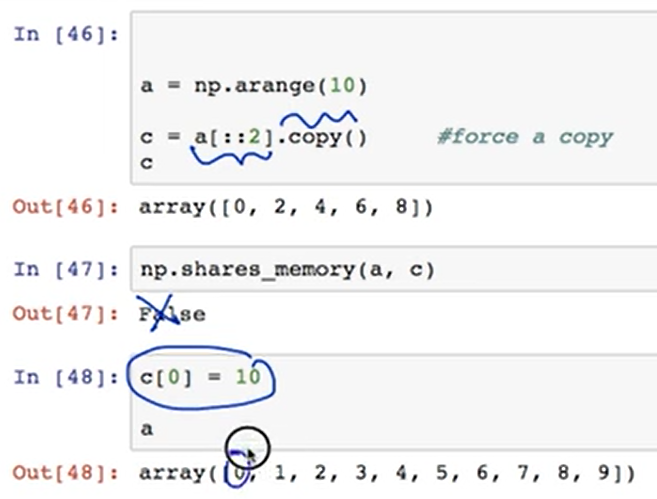 In [46]:
a = np.arange(10)
c = a[::2].copy()     #force a copy
c
Out[46]: array([0, 2, 4, 6, 8])
In [47]: np.shares_memory(a, c)
Out[47]: False
In [48]: c[0] = 10
a
Out[48]: array([0, 1, 2, 3, 4, 5, 6, 7, 8, 9])